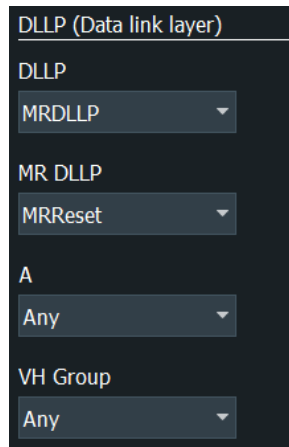 DLLP (Data link layer)
DLLP
MRDLLP
MR DLLP
MRReset
A
Any
VH Group
Any